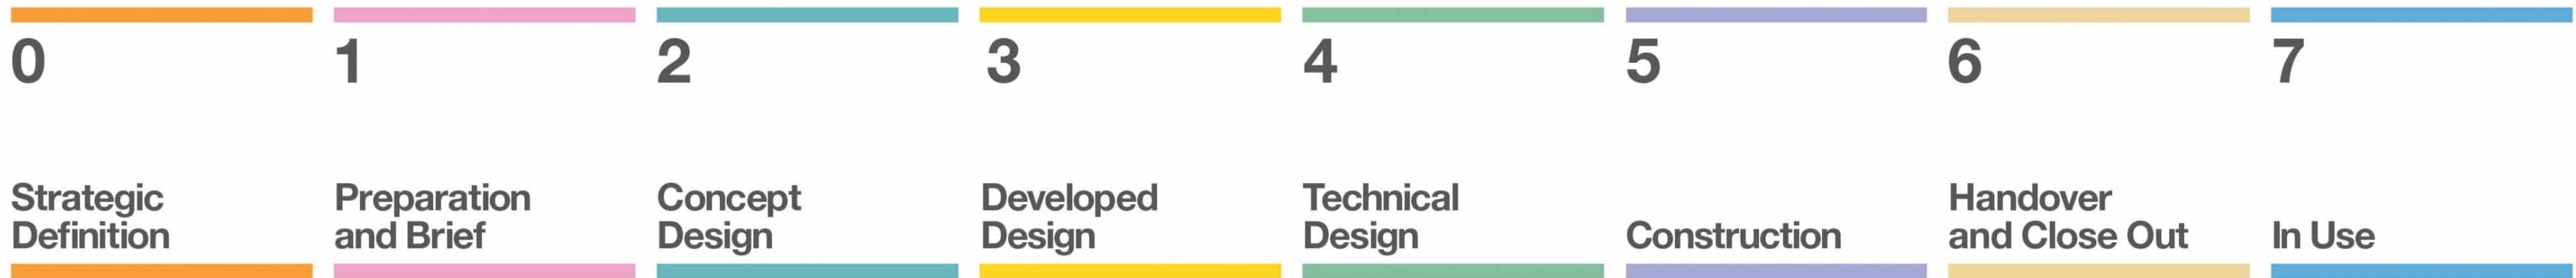 0
Strategic
Definition
1
Preparation
and Brief
2
Concept
Design
3
Developed
Design
4
Technical
Design
5
Construction
6
Handover
and Close Out
7
In Use